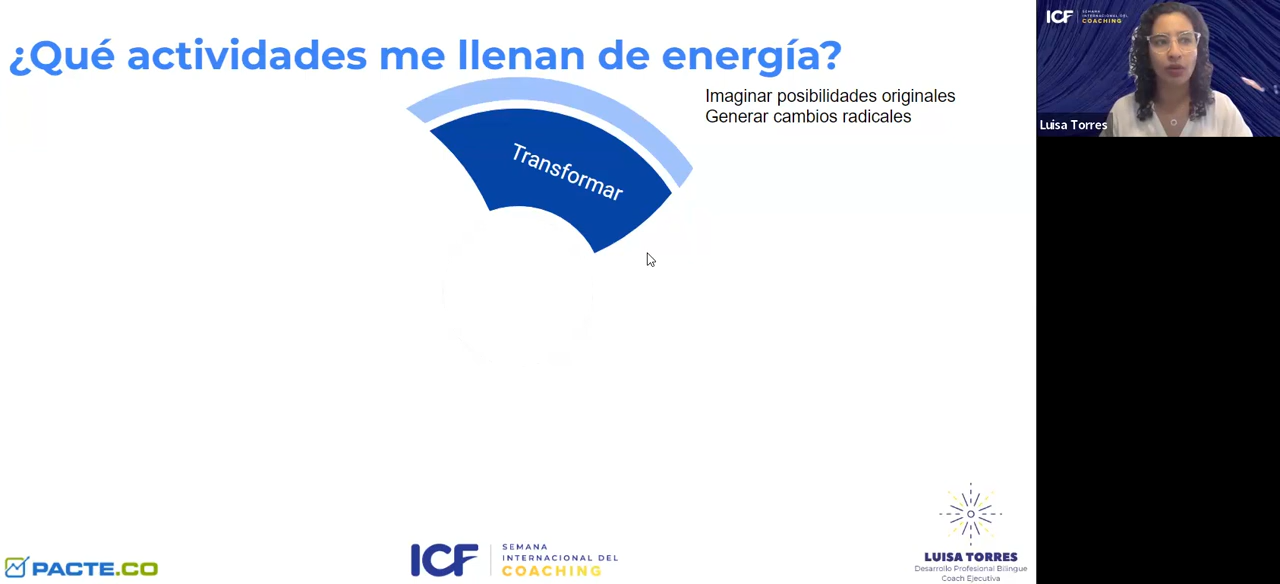 ¿Qué actividades me llenan de energía?
Imaginar posibilidades originales
Generar cambios radicales
Transformar
ICF
SEMANA
INTERNACIONAL DEL
COACHING
Luisa Torres
PACTE.CO
ICF
SEMANA
INTERNACIONAL DEL
COACHING
LUISA TORRES
Desarrollo Profesional Bilingüe
Coach Ejecutiva